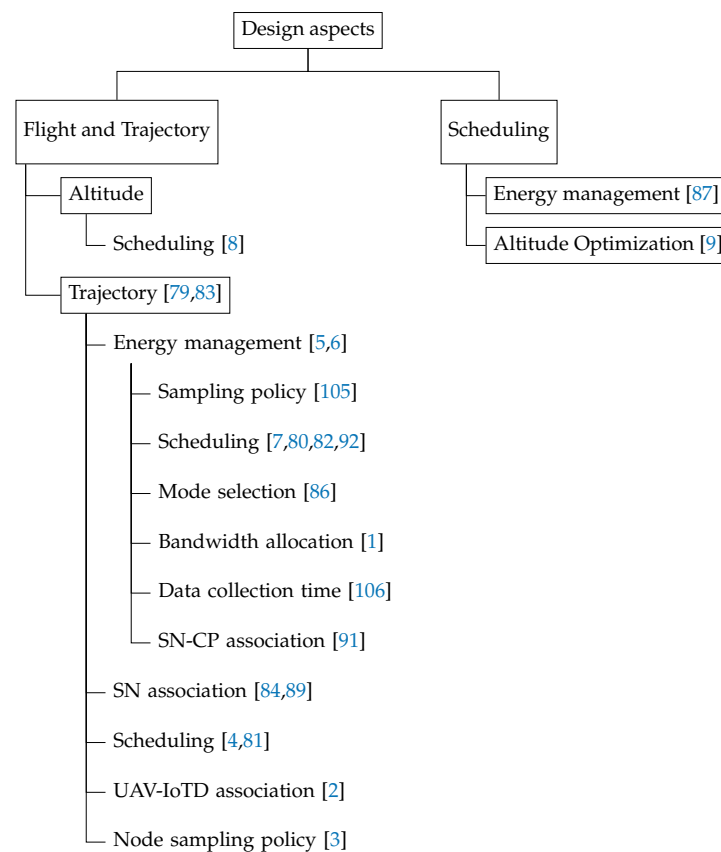 Design aspects
Flight and Trajectory
Scheduling
Altitude
Scheduling [8]
Energy management [87]
Altitude Optimization [9]
Trajectory [79,83]
Energy management [5,6]
Sampling policy [105]
Scheduling [7,80,82,92]
Mode selection [86]
Bandwidth allocation [1]
Data collection time [106]
SN-CP association [91]
SN association [84,89]
Scheduling [4,81]
UAV-IoTD association [2]
Node sampling policy [3]